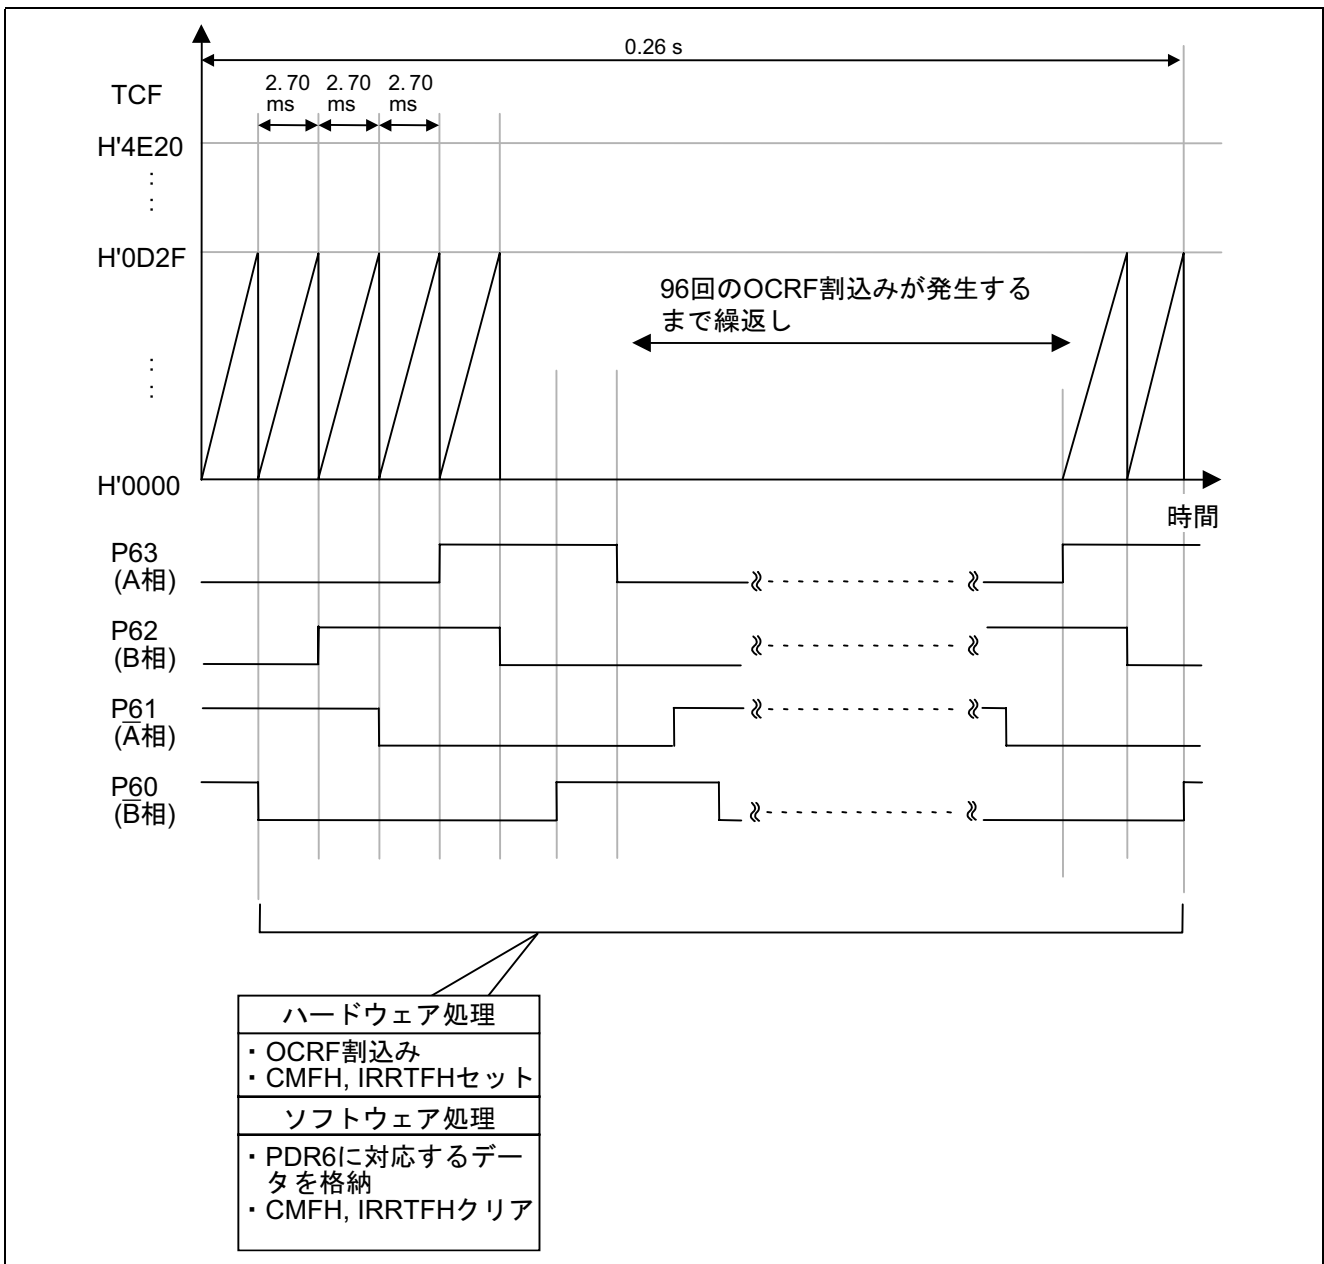 0.26 s
2.70 2.70 2.70
ms ms ms
TCF
H'4E20
H'0D2F
96回のOCRF割込みが発生する
まで繰返し
H'0000
時間
P63
(A相)
P62
(B相)
P61
(A̅相)
P60
(B̅相)
ハードウェア処理
・OCRF割込み
・CMFH, IRRTFHセット
ソフトウェア処理
・PDR6に対応するデー
タを格納
・CMFH, IRRTFHクリア